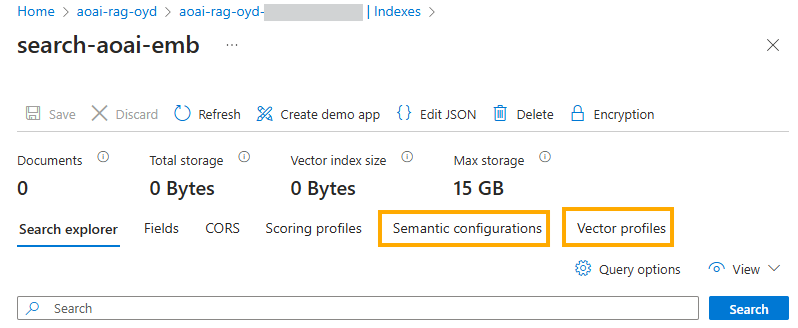 Home > aoai-rag-oyd > aoai-rag-oyd- | Indexes >
search-aoai-emb ...
Save Discard Refresh Create demo app {} Edit JSON Delete Encryption
Documents Total storage Vector index size Max storage
0 0 Bytes 0 Bytes 15 GB
Search explorer Fields CORS Scoring profiles Semantic configurations Vector profiles
Query options View
Search Search